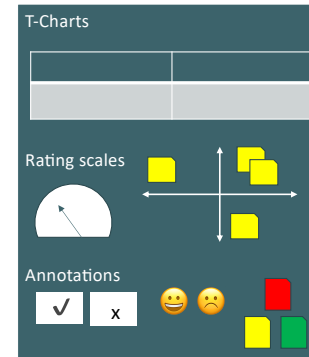 T-Charts
Rating scales
Annotations
✓ x